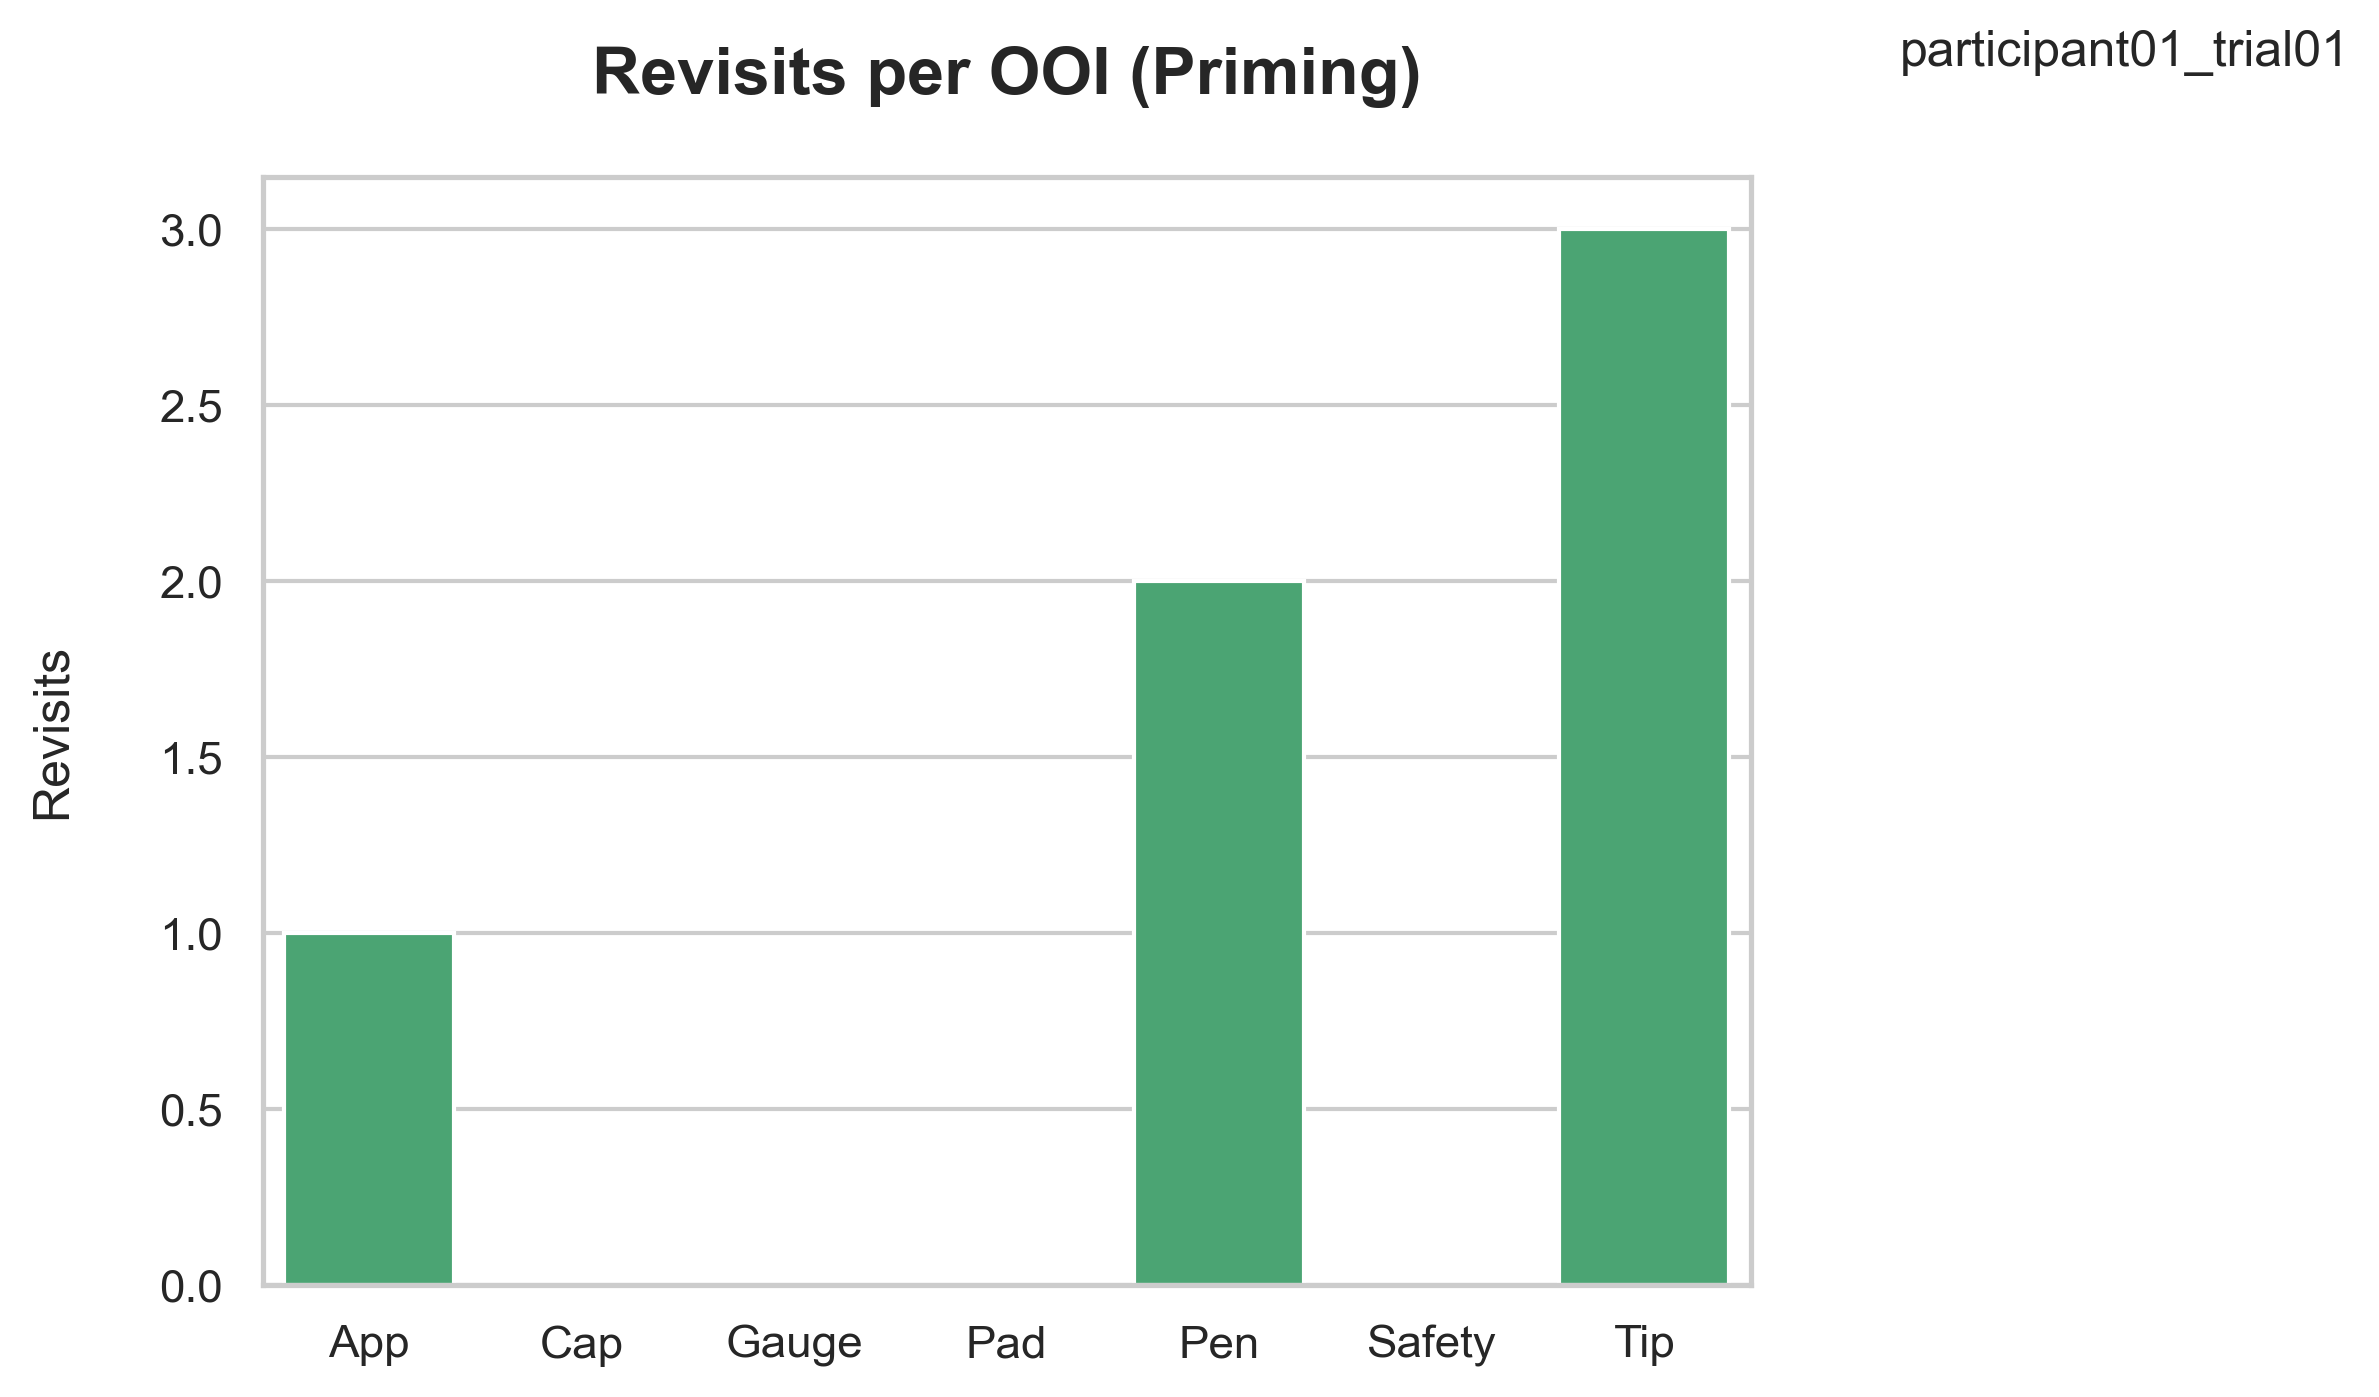 Revisits per OOI (Priming)
participant01_trial01
Revisits
3.0
2.5
2.0
1.5
1.0
0.5
0.0
App Cap Gauge Pad Pen Safety Tip